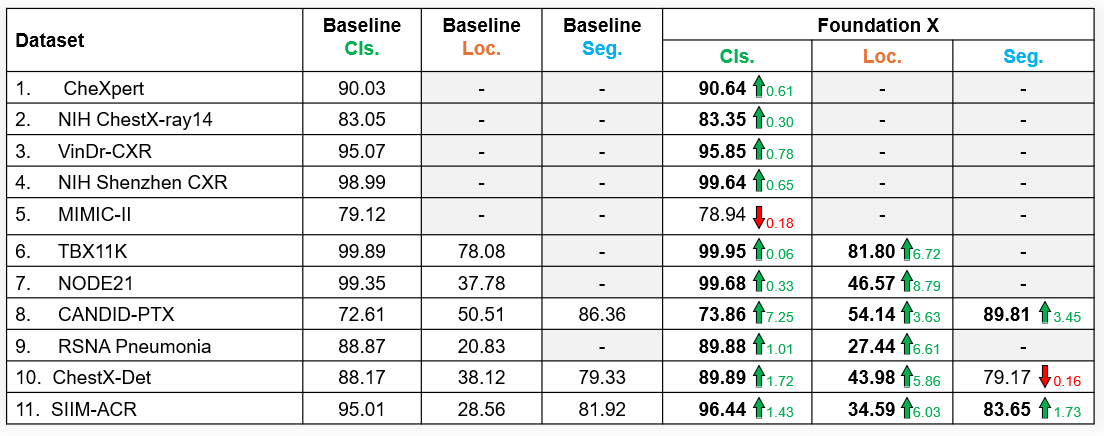 Dataset Baseline Cls. Baseline Loc. Baseline Seg. Foundation X
Cls. Loc. Seg.
1. CheXpert 90.03 - - 90.64 0.61 - -
2. NIH ChestX-ray14 83.05 - - 83.35 0.30 - -
3. VinDr-CXR 95.07 - - 95.85 0.78 - -
4. NIH Shenzhen CXR 98.99 - - 99.64 0.65 - -
5. MIMIC-II 79.12 - - 78.94 0.18 - -
6. TBX11K 99.89 78.08 - 99.95 0.06 81.80 6.72 -
7. NODE21 99.35 37.78 - 99.68 0.33 46.57 8.79 -
8. CANDID-PTX 72.61 50.51 86.36 73.86 7.25 54.14 3.63 89.81 3.45
9. RSNA Pneumonia 88.87 20.83 - 89.88 1.01 27.44 6.61 -
10. ChestX-Det 88.17 38.12 79.33 89.89 1.72 43.98 5.86 79.17 0.16
11. SIIM-ACR 95.01 28.56 81.92 96.44 1.43 34.59 6.03 83.65 1.73